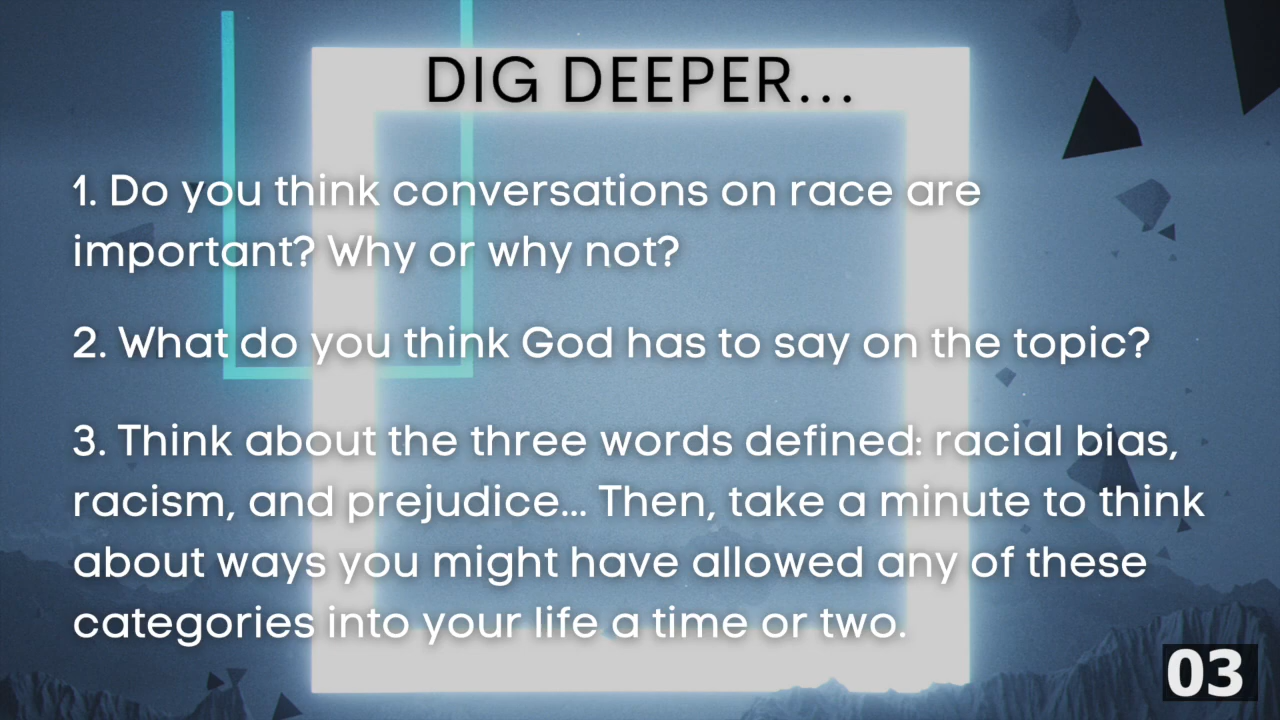 DIG DEEPER...
1. Do you think conversations on race are
important? Why or why not?
2. What do you think God has to say on the topic?
3. Think about the three words defined: racial bias,
racism, and prejudice... Then, take a minute to think
about ways you might have allowed any of these
categories into your life a time or two.
03